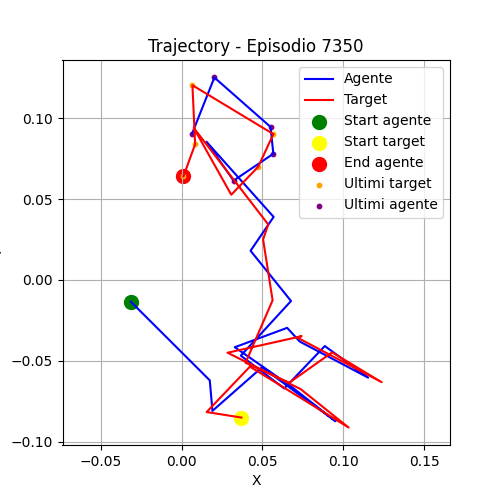 Trajectory - Episodio 7350
Agente
Target
Start agente
Start target
End agente
Ultimi target
Ultimi agente
0.10
0.05
0.00
−0.05
−0.10
−0.05
0.00
0.05
0.10
0.15
X